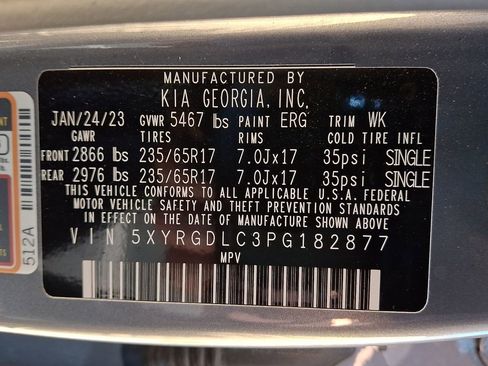 MANUFACTURED BY
KIA GEORGIA, INC.
JAN/24/23 GVWR 5467 lbs PAINT ERG TRIM WK
GAWR TIRES RIMS COLD TIRE INFL
FRONT 2866 lbs 235/65R17 7.0Jx17 35psi SINGLE
REAR 2976 lbs 235/65R17 7.0Jx17 35psi SINGLE
THIS VEHICLE CONFORMS TO ALL APPLICABLE U.S.A. FEDERAL
MOTOR VEHICLE SAFETY AND THEFT PREVENTION STANDARDS
IN EFFECT ON THE DATE OF MANUFACTURE SHOWN ABOVE
VIN 5XYRGDLC3PG182877
MPV
512A